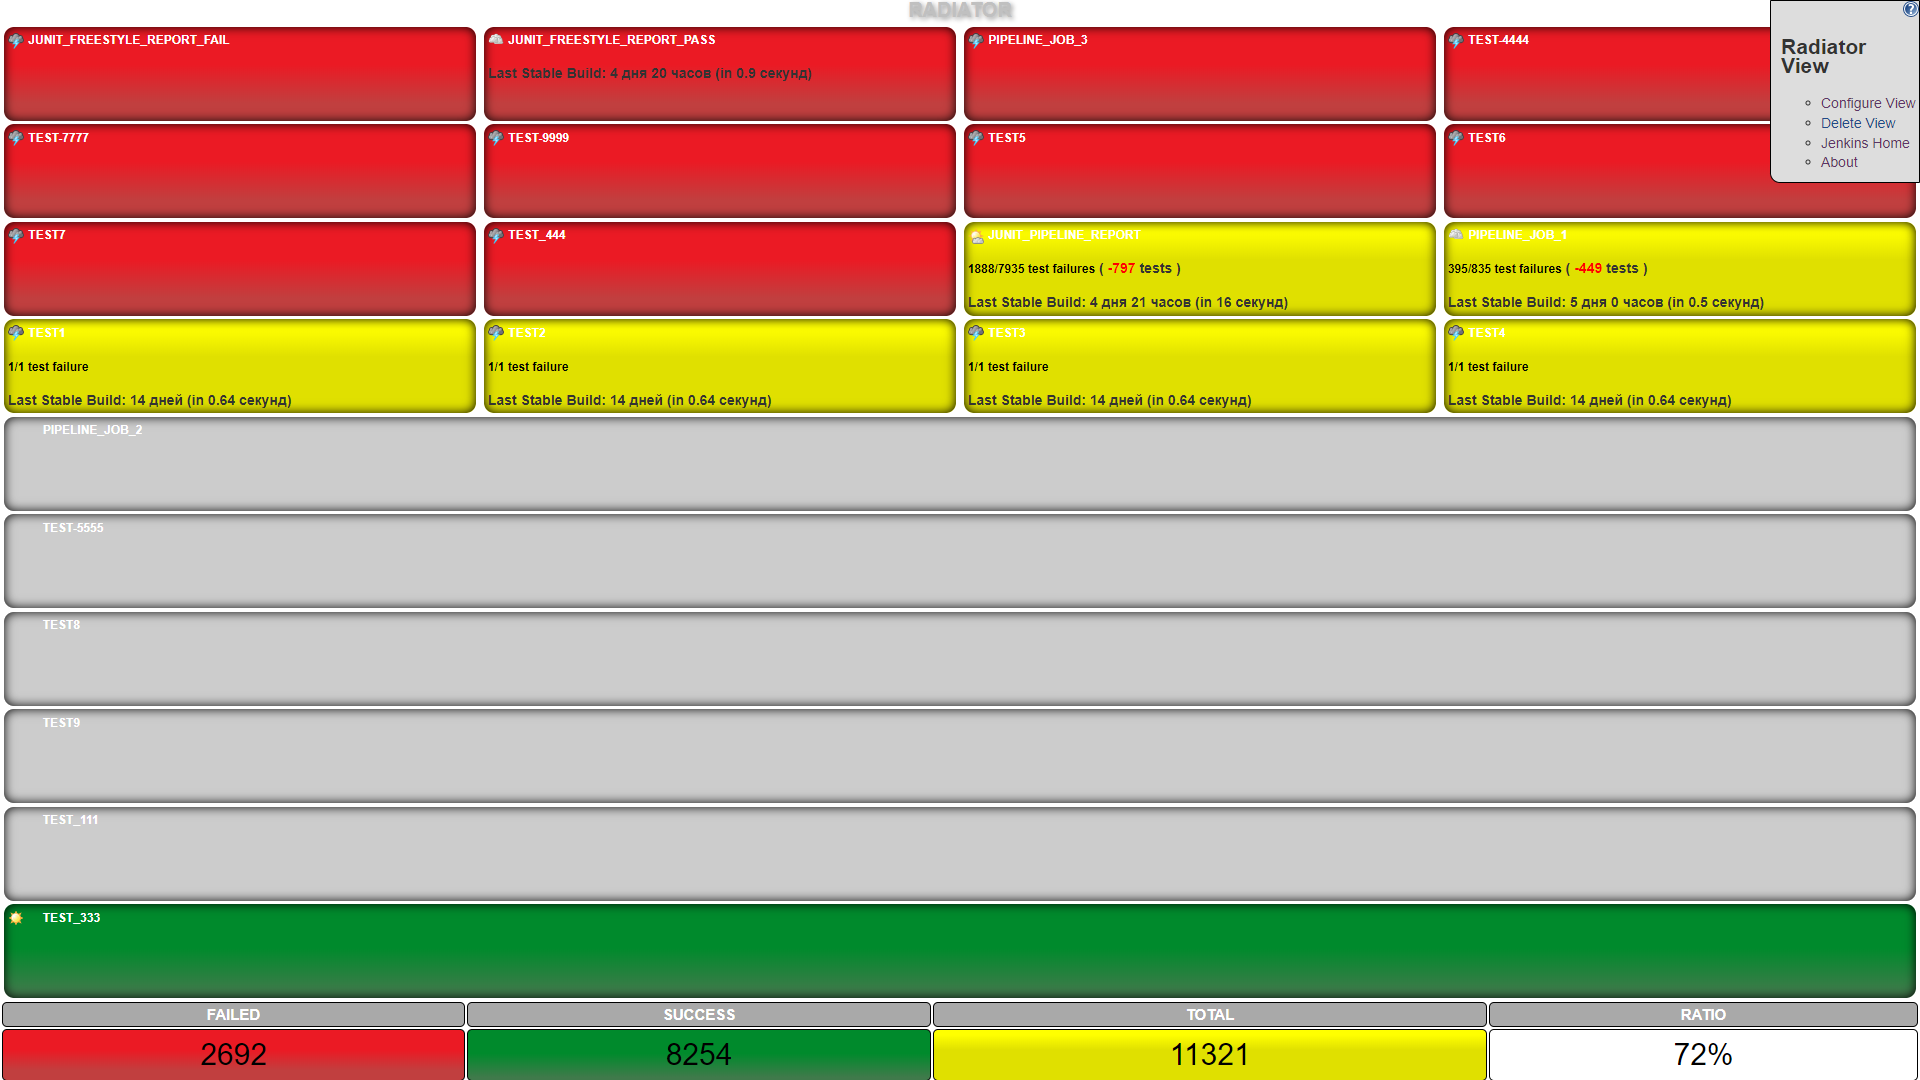 RADIATOR
JUNIT_FREESTYLE_REPORT_FAIL
JUNIT_FREESTYLE_REPORT_PASS
Last Stable Build: 4 дня 20 часов (in 0.9 секунд)
PIPELINE_JOB_3
TEST-4444
Radiator
View
Configure View
Delete View
Jenkins Home
About
TEST-7777
TEST-9999
TEST5
TEST6
TEST7
TEST_444
JUNIT_PIPELINE_REPORT
1888/7935 test failures ( -797 tests )
Last Stable Build: 4 дня 21 часов (in 16 секунд)
PIPELINE_JOB_1
395/835 test failures ( -449 tests )
Last Stable Build: 5 дня 0 часов (in 0.5 секунд)
TEST1
1/1 test failure
Last Stable Build: 14 дней (in 0.64 секунд)
TEST2
1/1 test failure
Last Stable Build: 14 дней (in 0.64 секунд)
TEST3
1/1 test failure
Last Stable Build: 14 дней (in 0.64 секунд)
TEST4
1/1 test failure
Last Stable Build: 14 дней (in 0.64 секунд)
PIPELINE_JOB_2
TEST-5555
TEST8
TEST9
TEST_111
TEST_333
FAILED
SUCCESS
TOTAL
RATIO
2692
8254
11321
72%